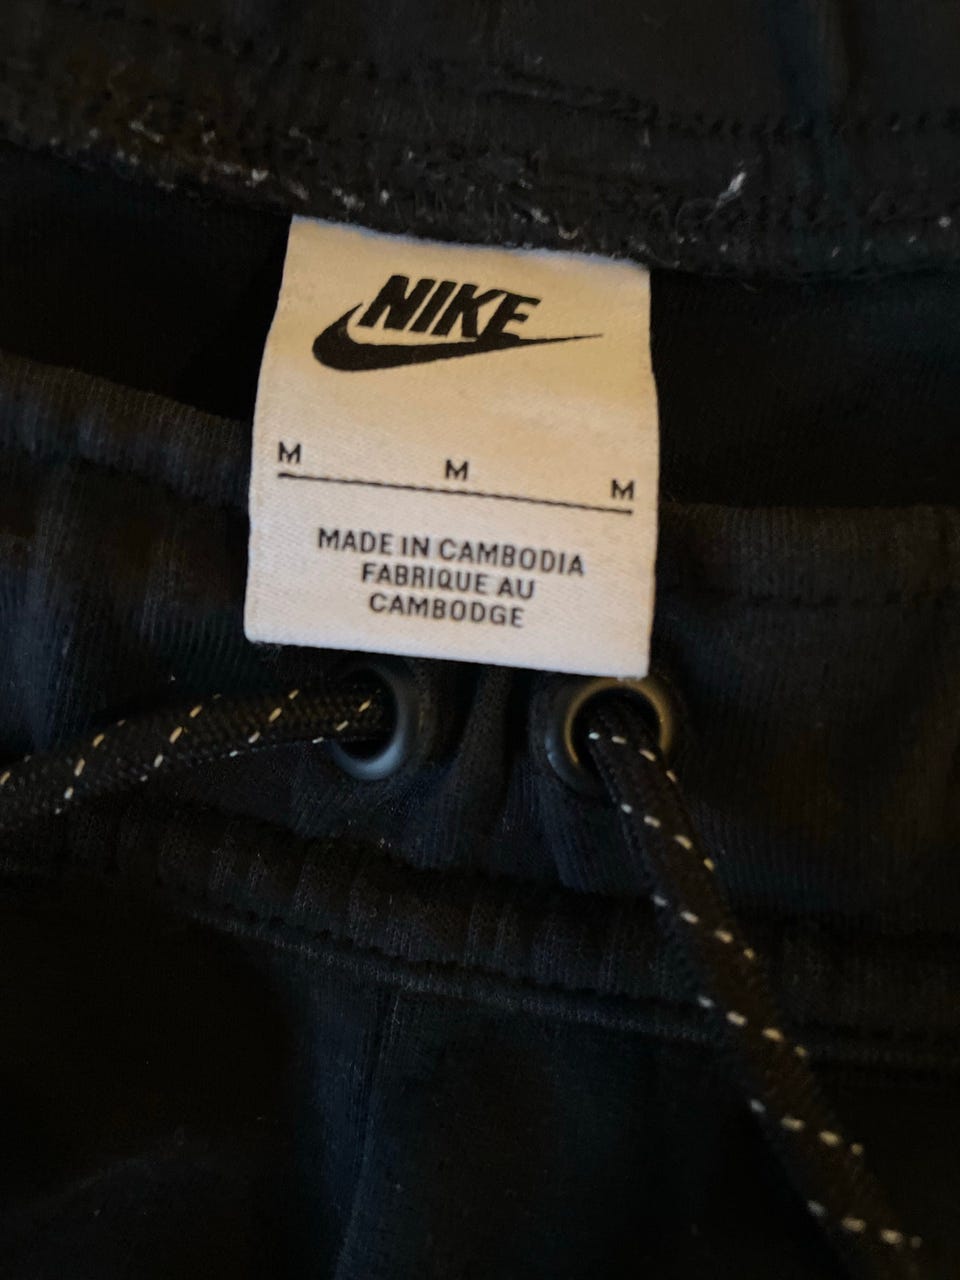 NIKE
M M M
MADE IN CAMBODIA
FABRIQUE AU
CAMBODGE